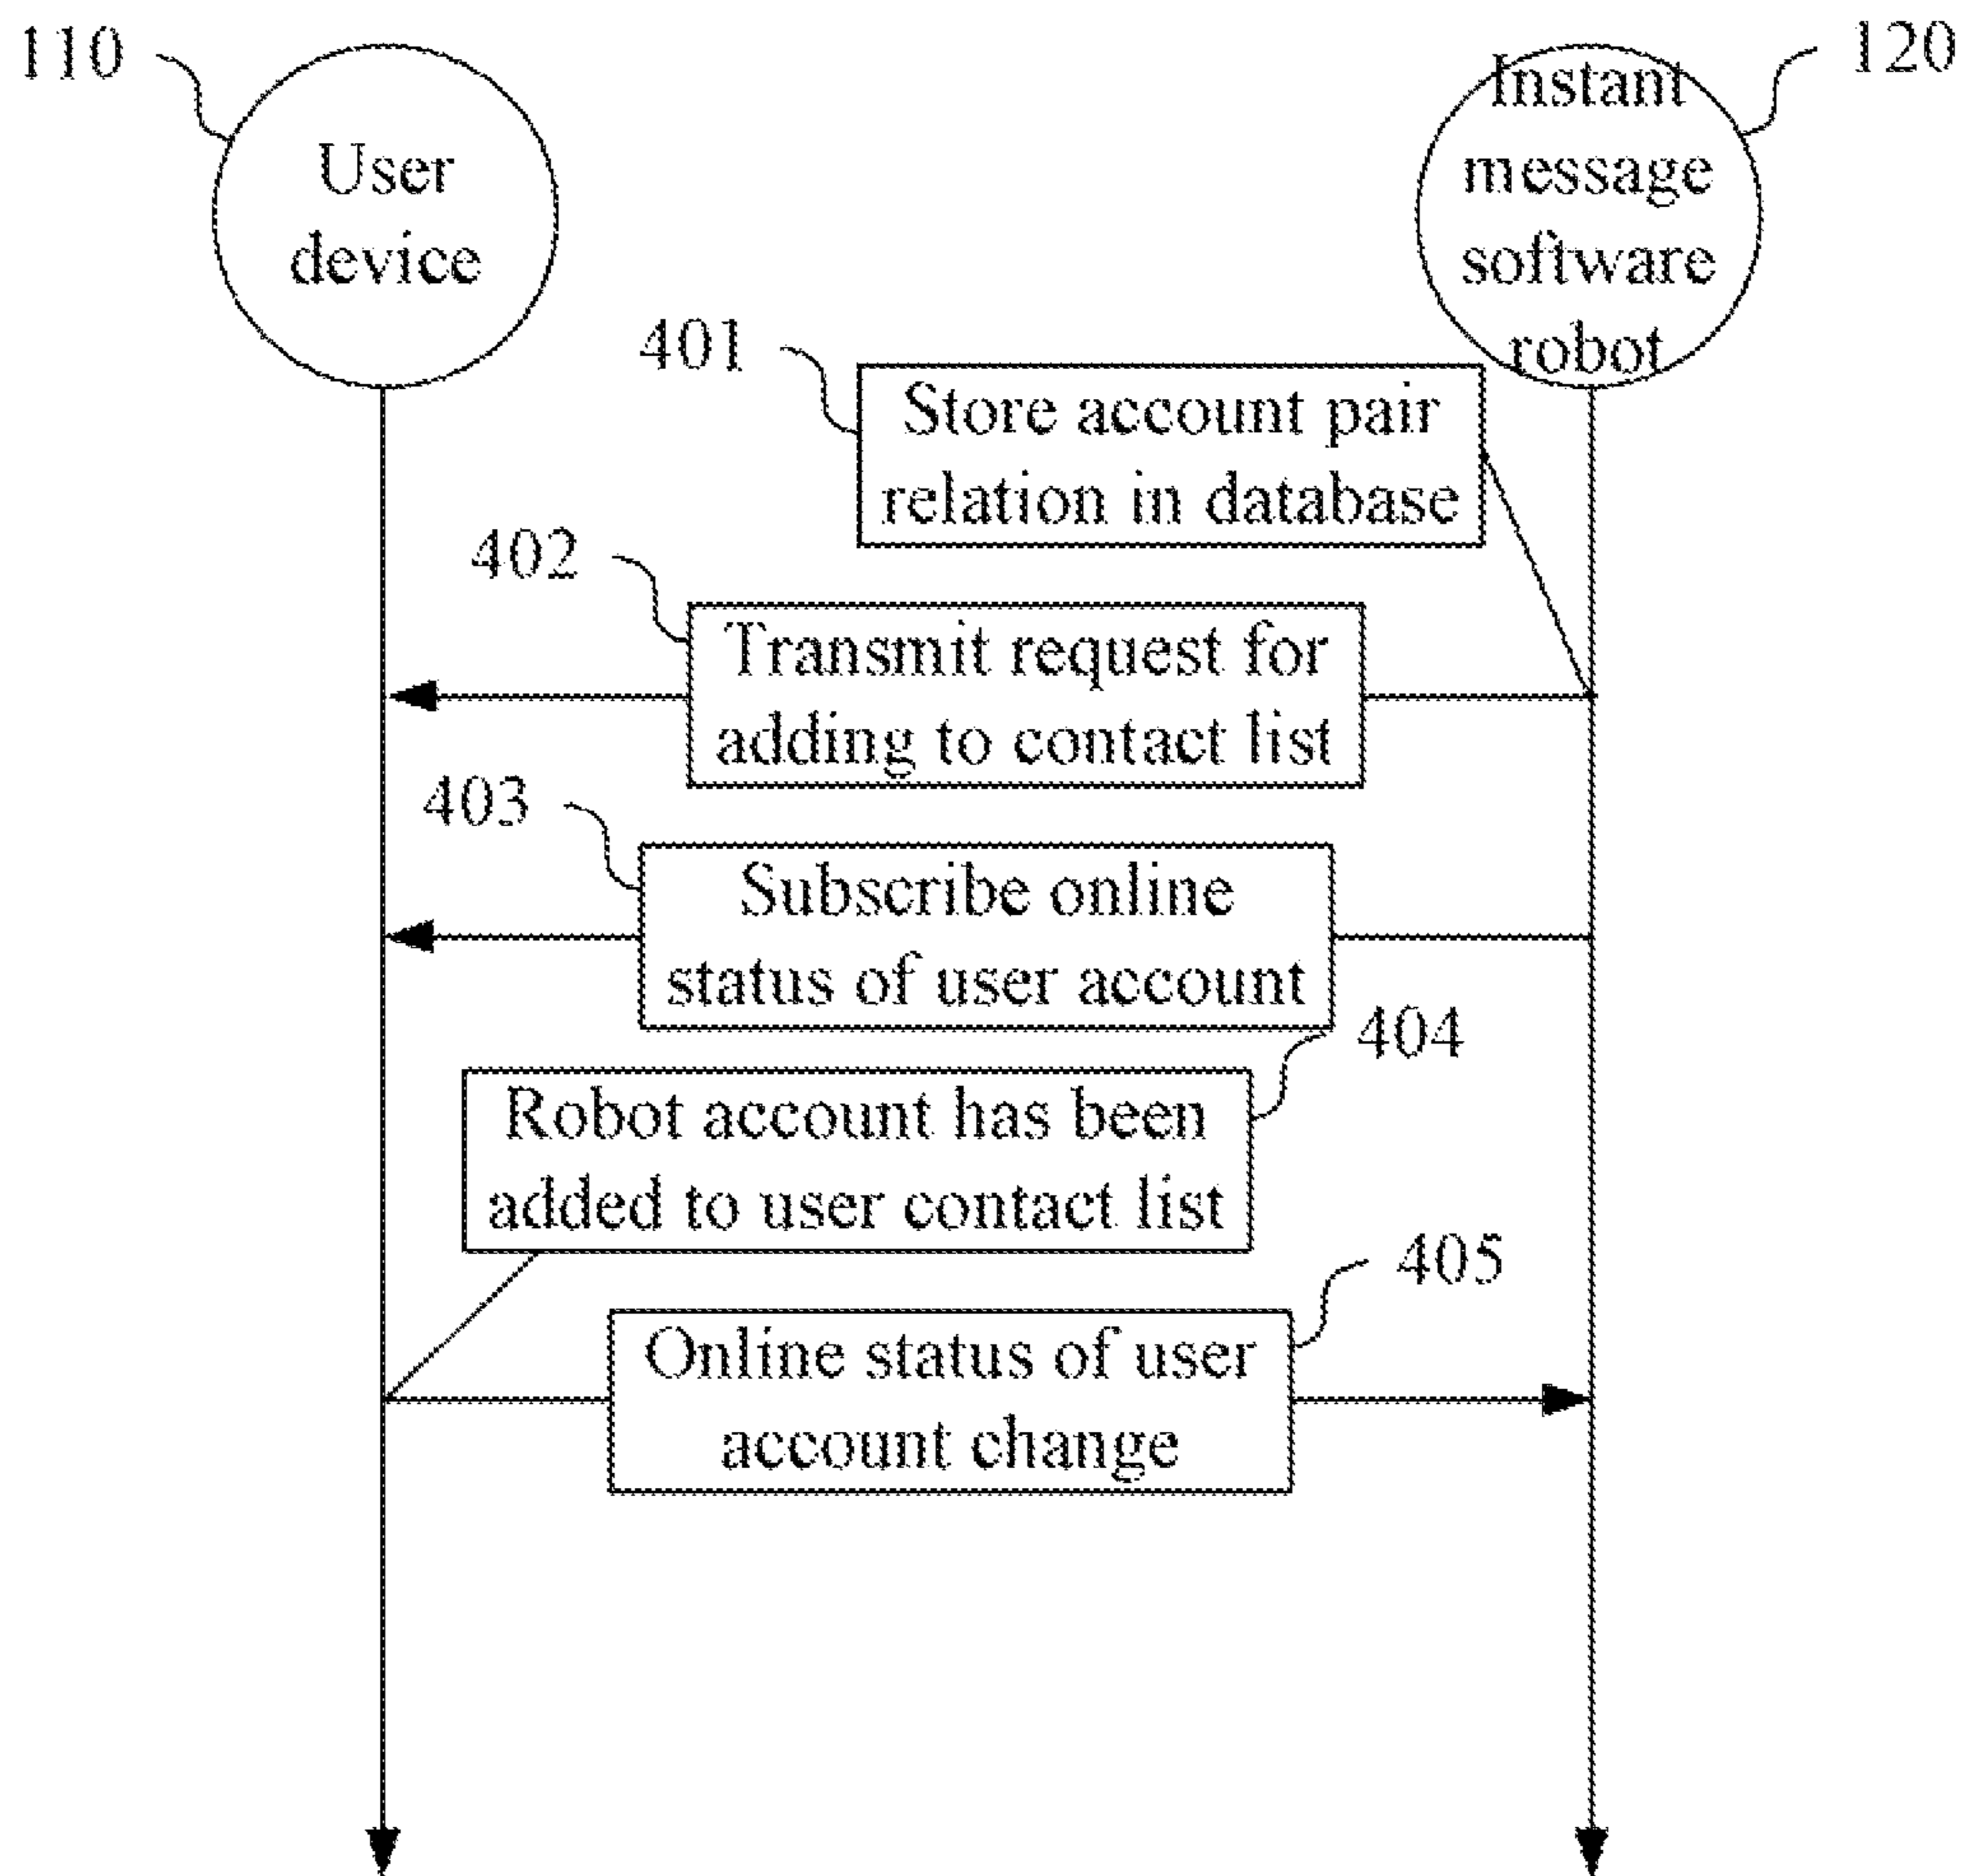 110
User
device
Instant
message
software
robot
120
401
Store account pair
relation in database
402
Transmit request for
adding to contact list
403
Subscribe online
status of user account
404
Robot account has been
added to user contact list
405
Online status of user
account change